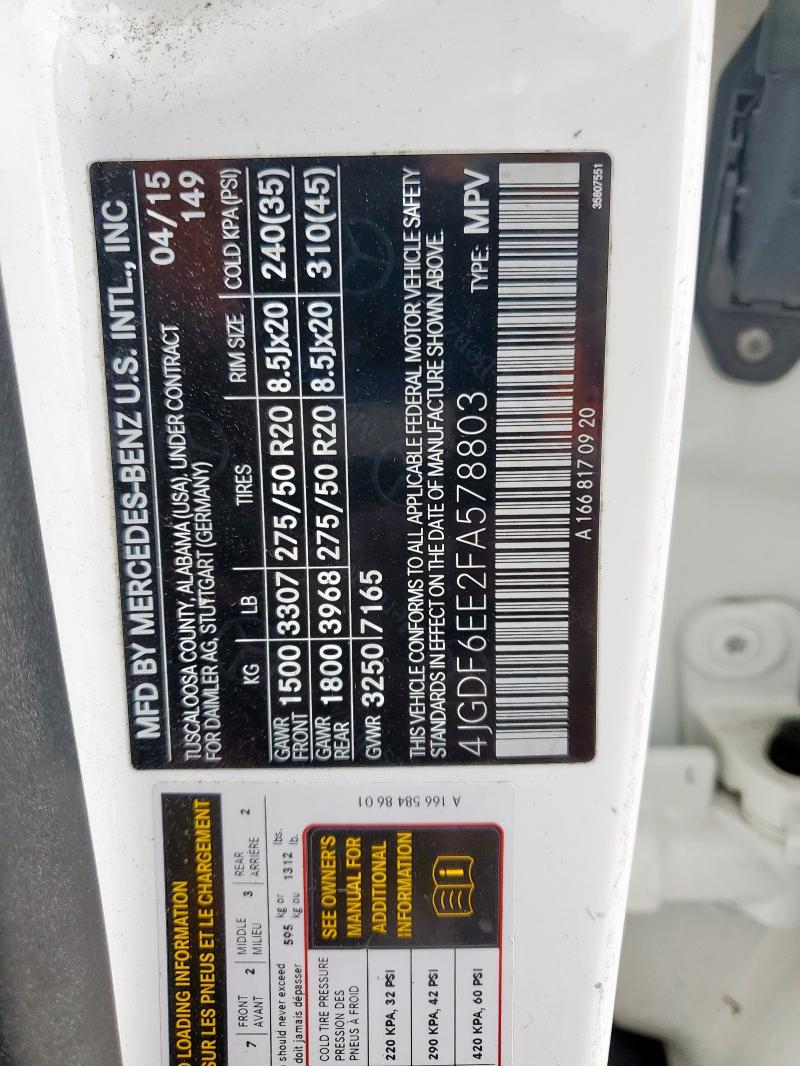 MFD BY MERCEDES-BENZ U.S. INTL., INC
TUSCALOOSA COUNTY, ALABAMA (USA), UNDER CONTRACT 04/15
FOR DAIMLER AG, STUTTGART (GERMANY) 149
KG LB TIRES RIM SIZE COLD KPA(PSI)
GAWR FRONT 1500 3307 275/50 R20 8.5Jx20 240(35)
GAWR REAR 1800 3968 275/50 R20 8.5Jx20 310(45)
GVWR 3250 7165
THIS VEHICLE CONFORMS TO ALL APPLICABLE FEDERAL MOTOR VEHICLE SAFETY
STANDARDS IN EFFECT ON THE DATE OF MANUFACTURE SHOWN ABOVE.
4JGDF6EE2FA578803 TYPE: MPV
A 166 817 09 20
35807551
LOADING INFORMATION
SUR LES PNEUS ET LE CHARGEMENT
7 FRONT 2 MIDDLE 3 REAR 2
AVANT MILIEU ARRIÈRE
should never exceed 595 kg or 1312 lbs.
doit jamais dépasser kg ou lb.
COLD TIRE PRESSURE
PRESSION DES
PNEUS À FROID
220 KPA, 32 PSI
290 KPA, 42 PSI
420 KPA, 60 PSI
SEE OWNER'S
MANUAL FOR
ADDITIONAL
INFORMATION
A 166 584 86 01